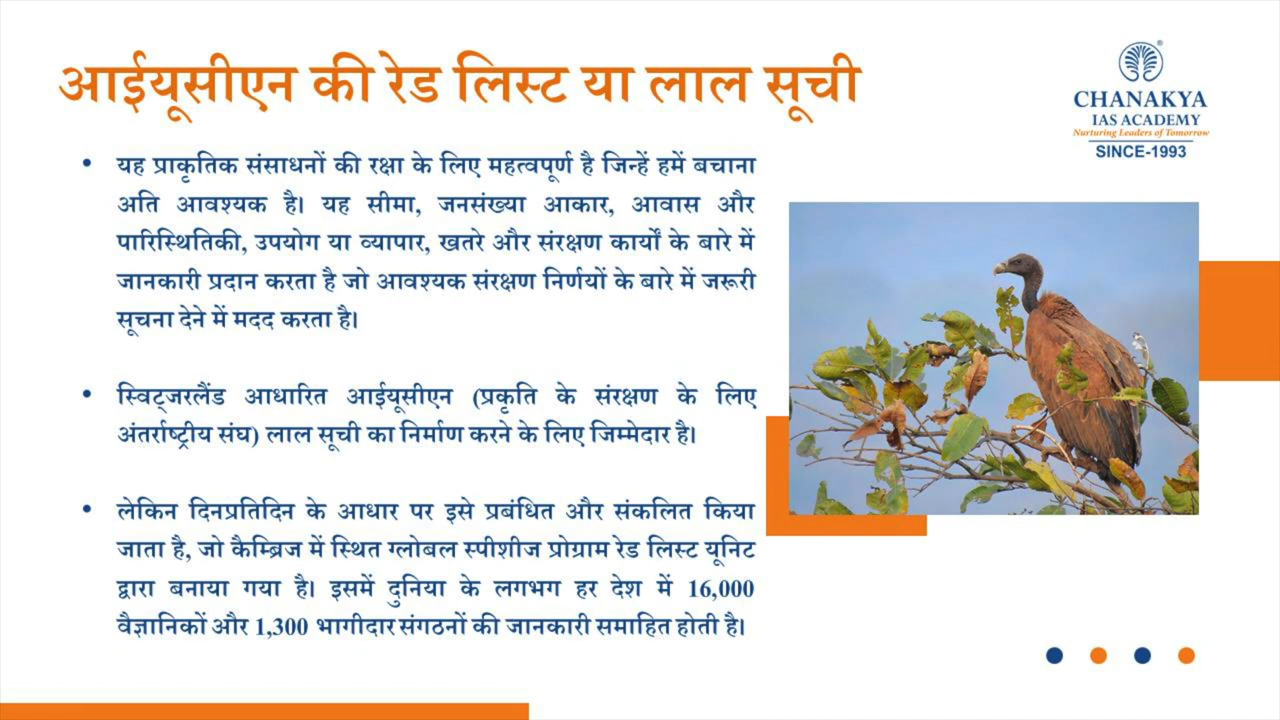 आईयूसीएन की रेड लिस्ट या लाल सूची
CHANAKYA
IAS ACADEMY
Nurturing Leaders of Tomorrow
SINCE-1993
• यह प्राकृतिक संसाधनों की रक्षा के लिए महत्वपूर्ण है जिन्हें हमें बचाना
अति आवश्यक है। यह सीमा, जनसंख्या आकार, आवास और
पारिस्थितिकी, उपयोग या व्यापार, खतरे और संरक्षण कार्यों के बारे में
जानकारी प्रदान करता है जो आवश्यक संरक्षण निर्णयों के बारे में जरूरी
सूचना देने में मदद करता है।
• स्विट्जरलैंड आधारित आईयूसीएन (प्रकृति के संरक्षण के लिए
अंतर्राष्ट्रीय संघ) लाल सूची का निर्माण करने के लिए जिम्मेदार है।
• लेकिन दिनप्रतिदिन के आधार पर इसे प्रबंधित और संकलित किया
जाता है, जो कैम्ब्रिज में स्थित ग्लोबल स्पीशीज प्रोग्राम रेड लिस्ट यूनिट
द्वारा बनाया गया है। इसमें दुनिया के लगभग हर देश में 16,000
वैज्ञानिकों और 1,300 भागीदार संगठनों की जानकारी समाहित होती है।